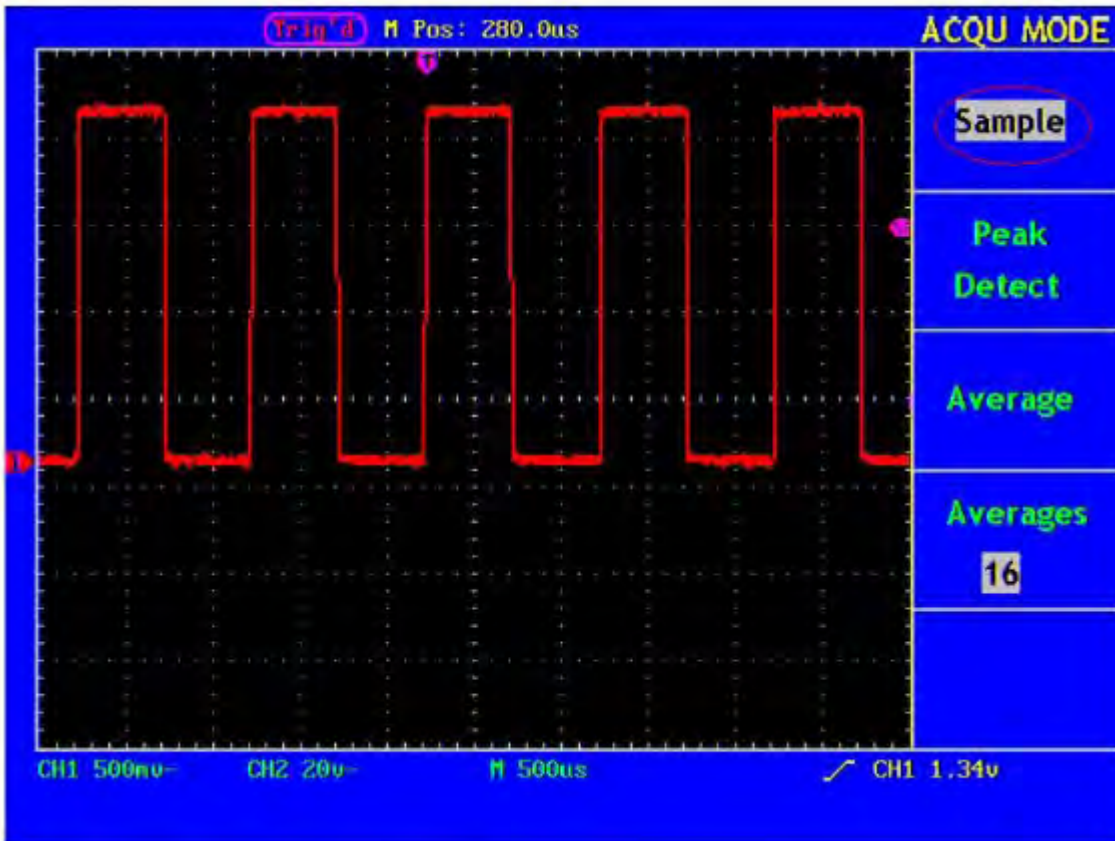 Trig'd M Pos: 280.0us ACQU MODE
T
Sample
Peak
Detect
Average
1
Averages
16
CH1 500mv~ CH2 20v~ M 500us CH1 1.34v